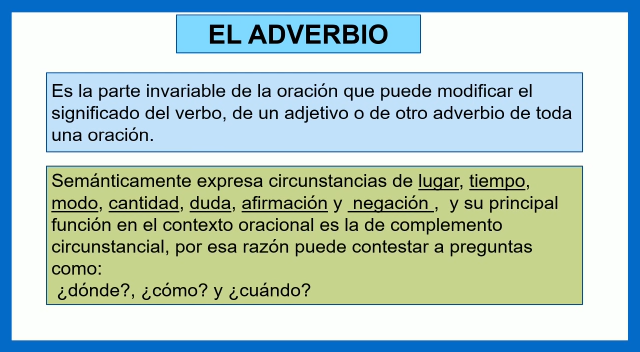 EL ADVERBIO
Es la parte invariable de la oración que puede modificar el
significado del verbo, de un adjetivo o de otro adverbio de toda
una oración.
Semánticamente expresa circunstancias de lugar, tiempo,
modo, cantidad, duda, afirmación y  negación ,  y su principal
función en el contexto oracional es la de complemento
circunstancial, por esa razón puede contestar a preguntas
como:
¿dónde?, ¿cómo? y ¿cuándo?